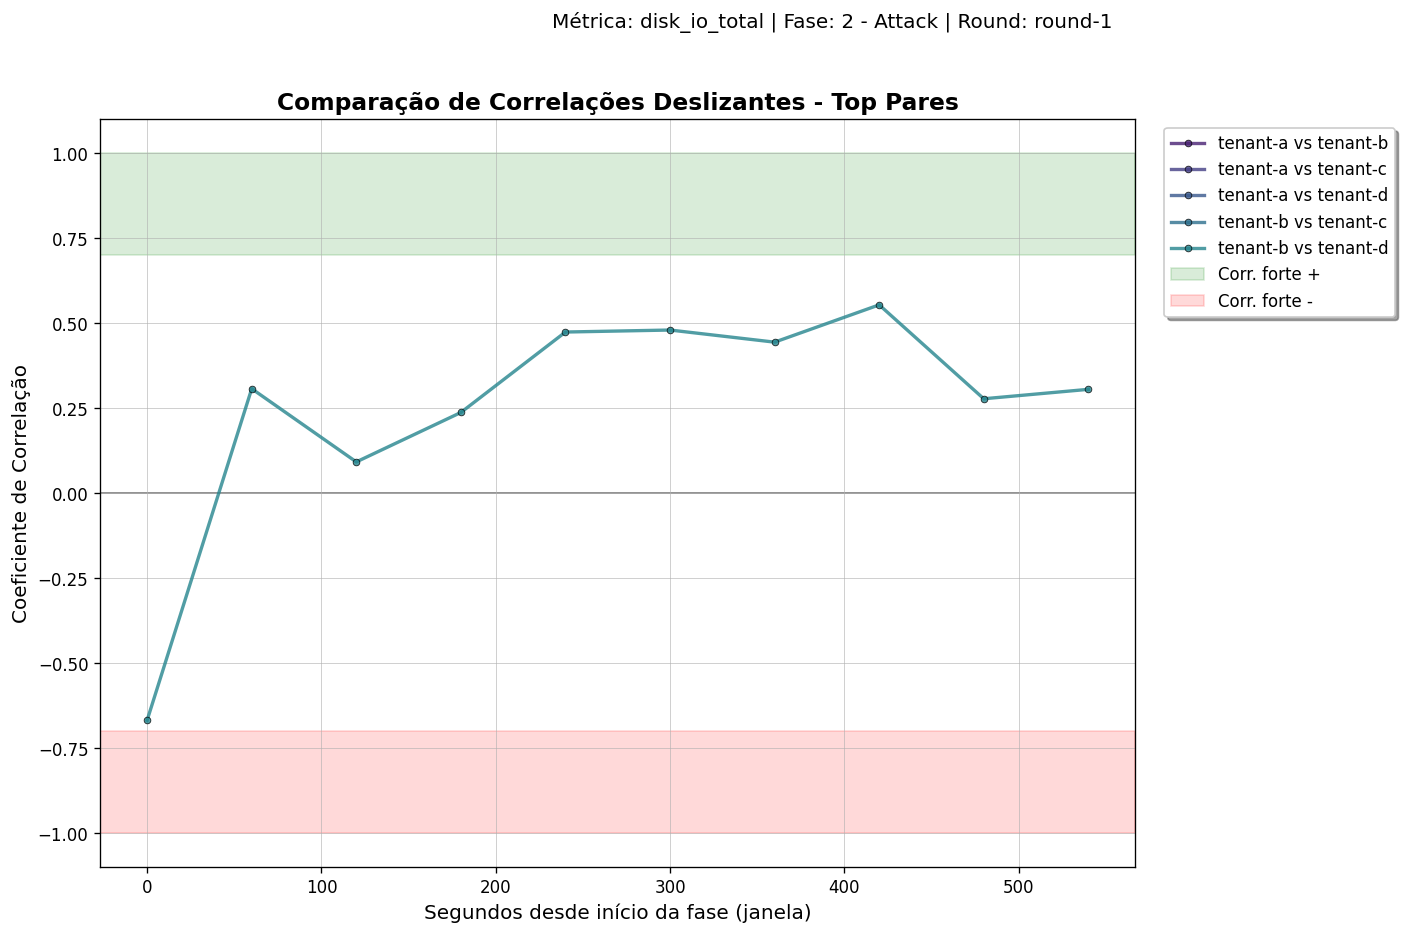 Métrica: disk_io_total | Fase: 2 - Attack | Round: round-1
Comparação de Correlações Deslizantes - Top Pares
tenant-a vs tenant-b
tenant-a vs tenant-c
tenant-a vs tenant-d
tenant-b vs tenant-c
tenant-b vs tenant-d
Corr. forte +
Corr. forte -
Coeficiente de Correlação
1.00
0.75
0.50
0.25
0.00
−0.25
−0.50
−0.75
−1.00
0 100 200 300 400 500
Segundos desde início da fase (janela)